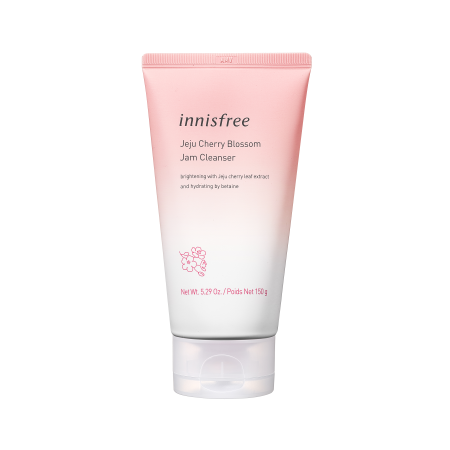 innisfree
Jeju Cherry Blossom
Jam Cleanser
brightening with Jeju cherry leaf extract
and hydrating by betaine
Net Wt. 5.29 Oz. / Poids Net 150 g